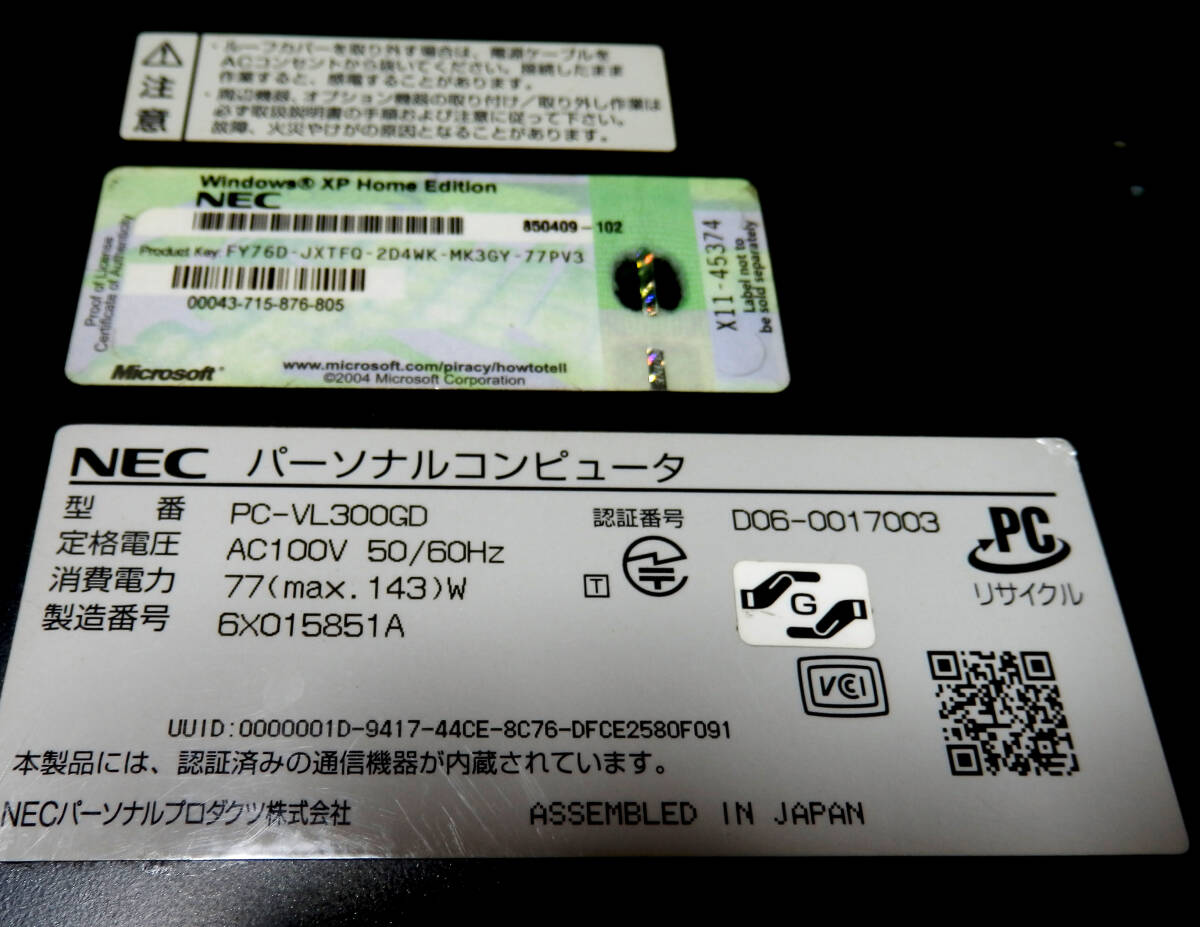 注意
・ルーフカバーを取り外す場合は、電源ケーブルを
ACコンセントから抜いてください。接続したまま
作業すると、感電することがあります。
・周辺機器、オプション機器の取り付け／取り外し作業は
必ず取扱説明書の手順および注意に従って下さい。
故障、火災やけがの原因となることがあります。
Windows® XP Home Edition
NEC
850409-102
Product Key: FY76D-JXTFQ-2D4WK-MK3GY-77PV3
00043-715-876-805
Proof of License
Certificate of Authenticity
Microsoft®
www.microsoft.com/piracy/howtotell
©2004 Microsoft Corporation
X11-45374
Label not to
be sold separately
NEC パーソナルコンピュータ
型番 PC-VL300GD
定格電圧 AC100V 50/60Hz
消費電力 77(max.143)W
製造番号 6X015851A
認証番号 D06-0017003
T
PC
リサイクル
G
VCI
UUID:0000001D-9417-44CE-8C76-DFCE2580F091
本製品には、認証済みの通信機器が内蔵されています。
NECパーソナルプロダクツ株式会社 ASSEMBLED IN JAPAN